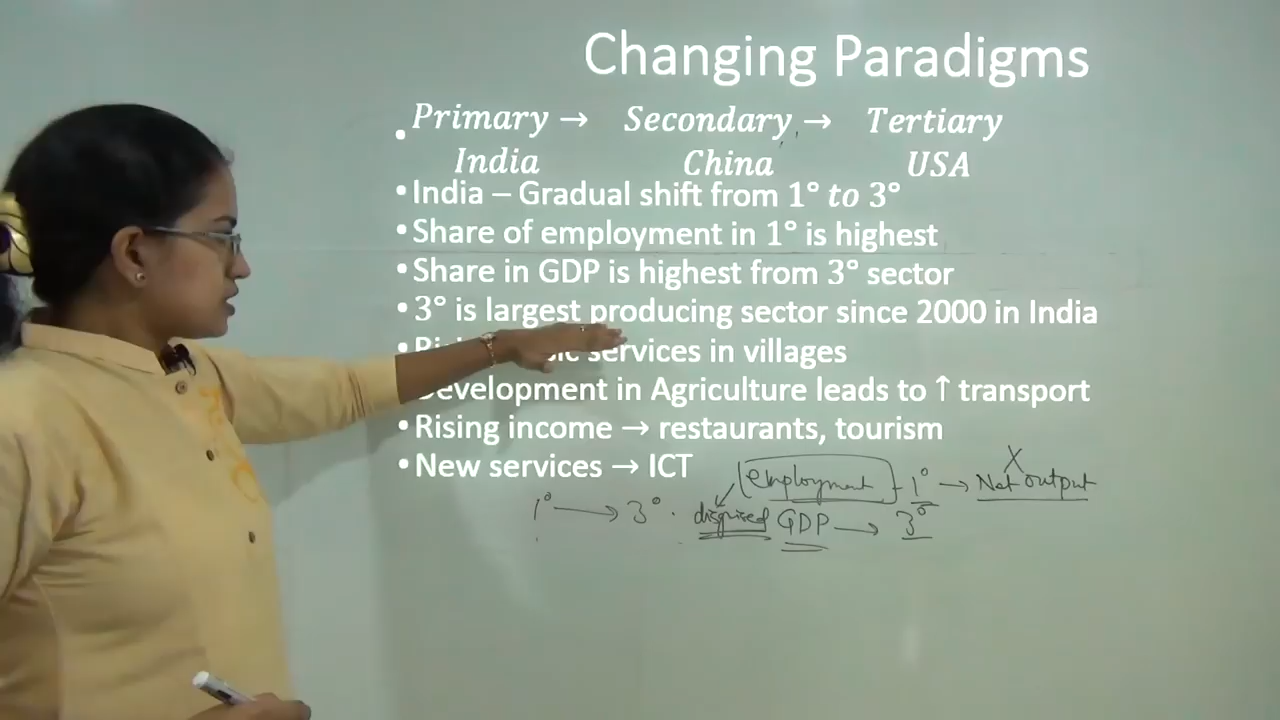 Changing Paradigms
• Primary → Secondary → Tertiary
India China USA
• India – Gradual shift from 1° to 3°
• Share of employment in 1° is highest
• Share in GDP is highest from 3° sector
• 3° is largest producing sector since 2000 in India
• services in villages
Development in Agriculture leads to ↑ transport
• Rising income → restaurants, tourism
• New services → ICT
X
employment - 1° → Net output
1° → 3° . disguised GDP → 3°